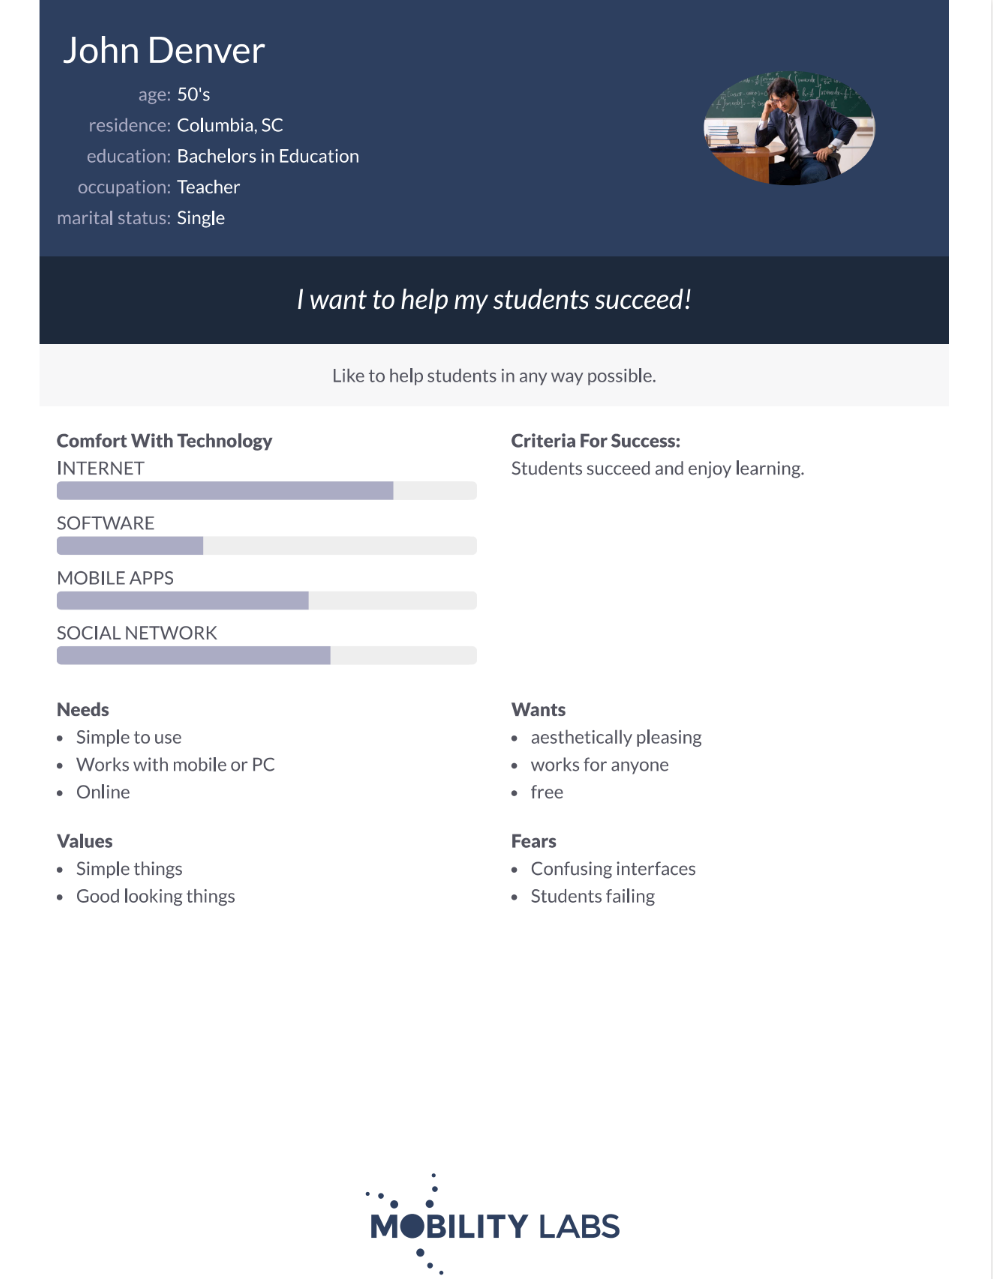 John Denver
age: 50's
residence: Columbia, SC
education: Bachelors in Education
occupation: Teacher
marital status: Single
I want to help my students succeed!
Like to help students in any way possible.
Comfort With Technology
INTERNET
SOFTWARE
MOBILE APPS
SOCIAL NETWORK
Criteria For Success:
Students succeed and enjoy learning.
Needs
• Simple to use
• Works with mobile or PC
• Online
Wants
• aesthetically pleasing
• works for anyone
• free
Values
• Simple things
• Good looking things
Fears
• Confusing interfaces
• Students failing
MOBILITY LABS